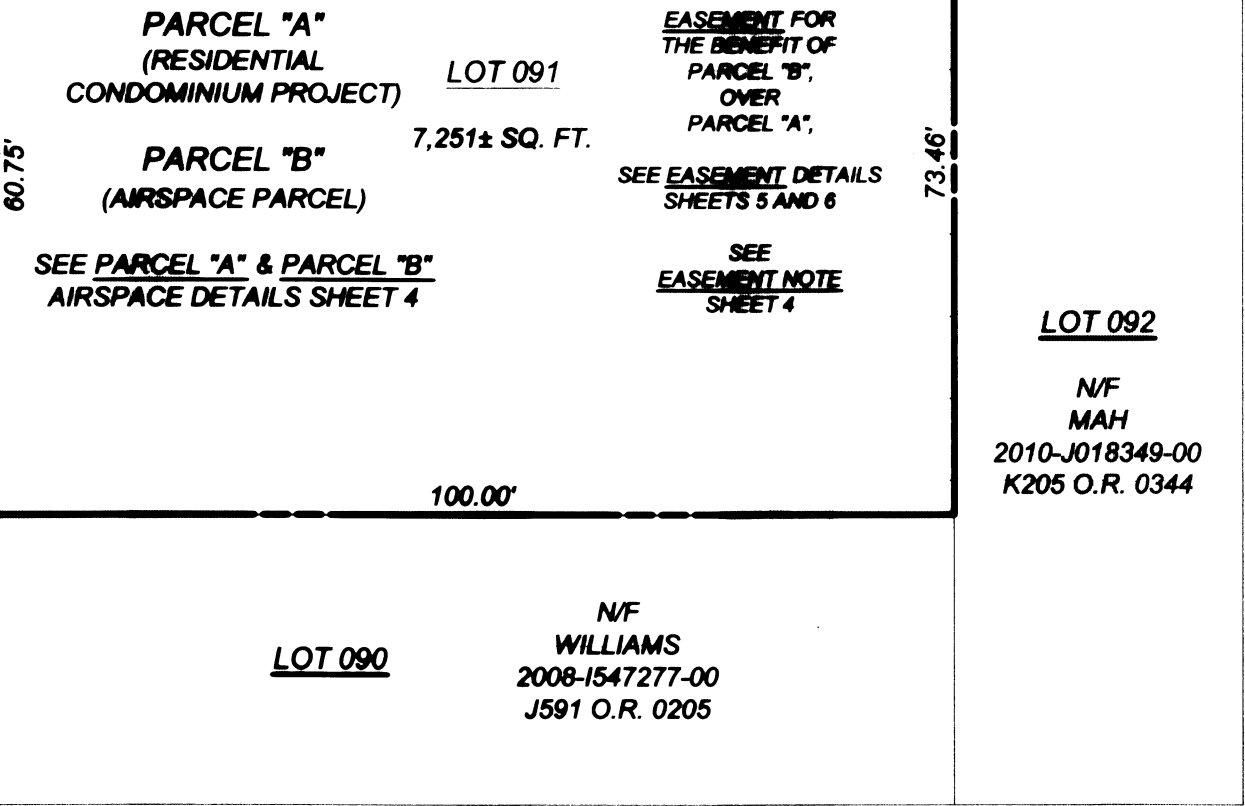 PARCEL "A"
(RESIDENTIAL
CONDOMINIUM PROJECT)
PARCEL "B"
(AIRSPACE PARCEL)
SEE PARCEL "A" & PARCEL "B"
AIRSPACE DETAILS SHEET 4
60.75'
LOT 091
7,251± SQ. FT.
EASEMENT FOR
THE BENEFIT OF
PARCEL "B",
OVER
PARCEL "A",
SEE EASEMENT DETAILS
SHEETS 5 AND 6
SEE
EASEMENT NOTE
SHEET 4
73.46'
100.00'
LOT 092
N/F
MAH
2010-J018349-00
K205 O.R. 0344
LOT 090
N/F
WILLIAMS
2008-I547277-00
J591 O.R. 0205